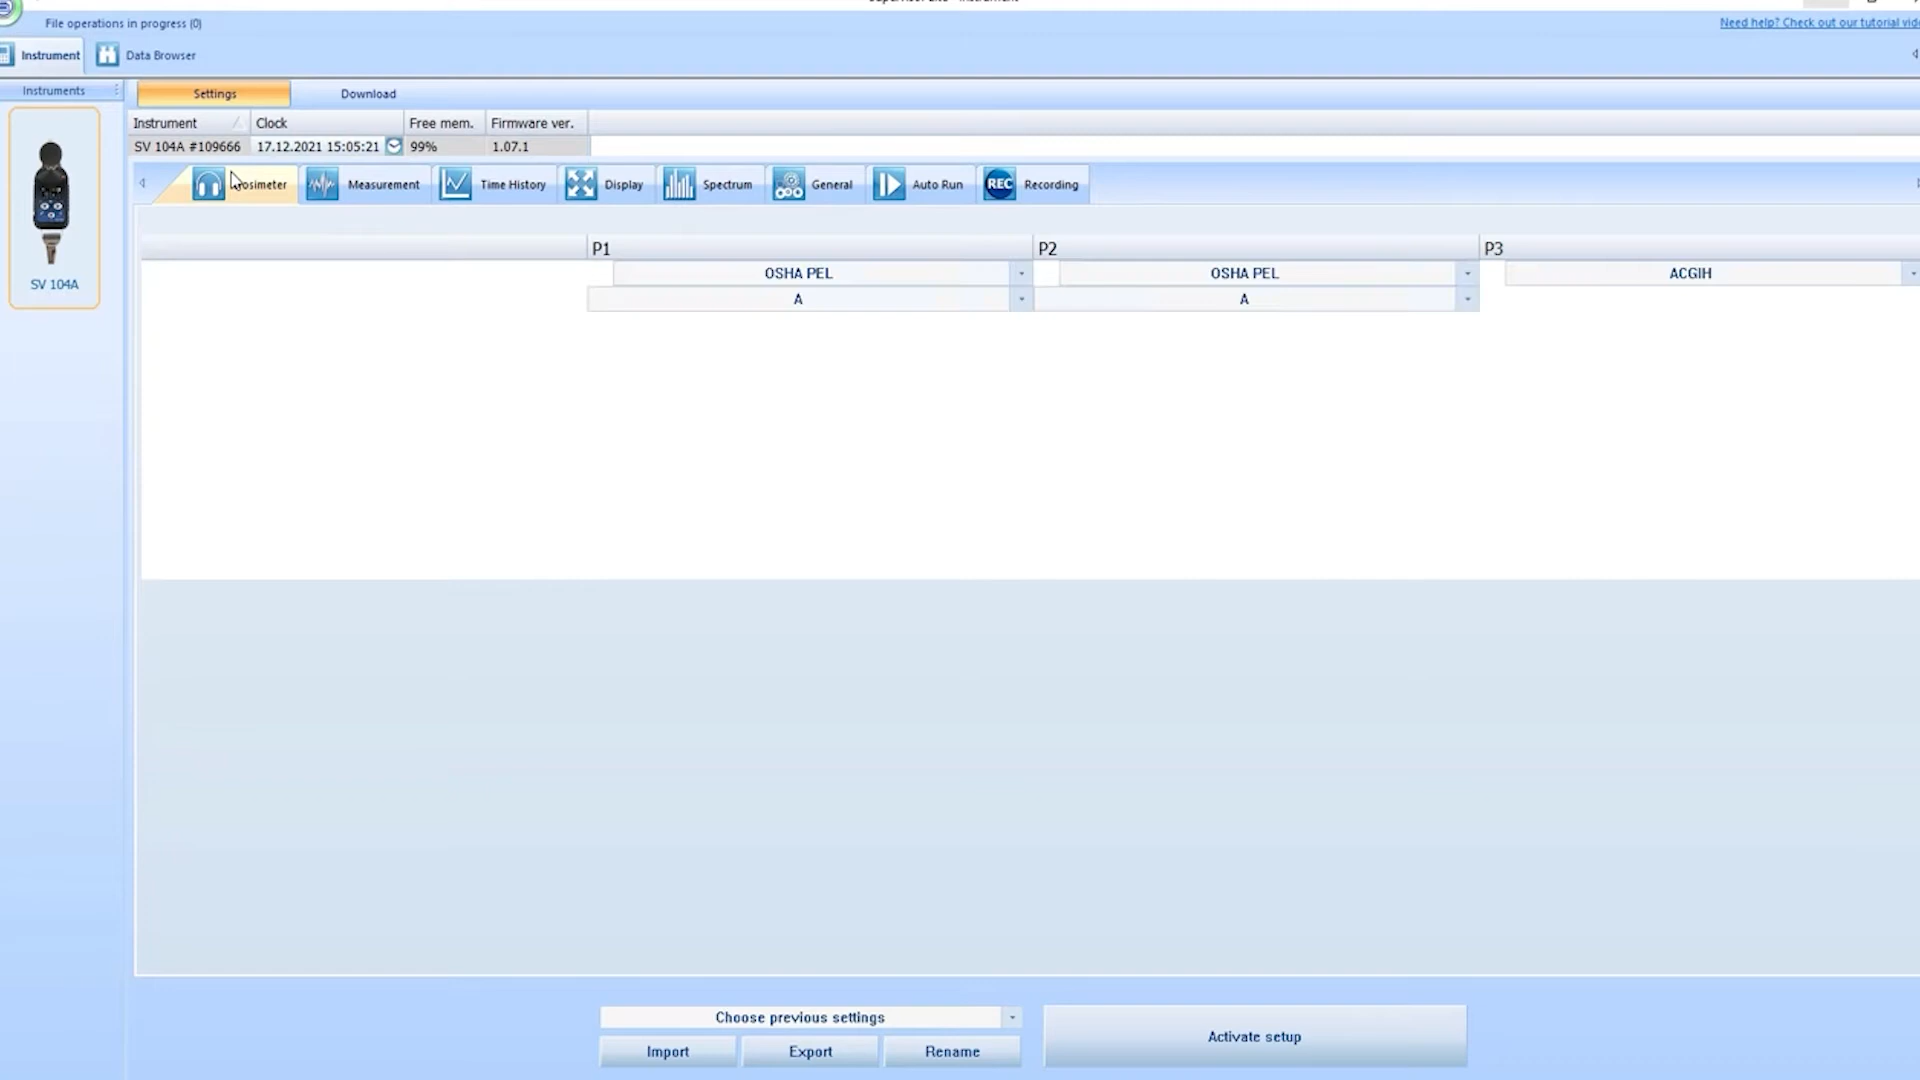 File operations in progress (0)
Need help? Check out our tutorial
Instrument
Data Browser
Instruments
Settings
Download
Instrument
Clock
Free mem.
Firmware ver.
SV 104A #109666
17.12.2021 15:05:21
99%
1.07.1
SV 104A
Measurement
Time History
Display
Spectrum
General
Auto Run
REC
Recording
P1
P2
P3
OSHA PEL
OSHA PEL
ACGIH
A
A
Choose previous settings
Import
Export
Rename
Activate setup